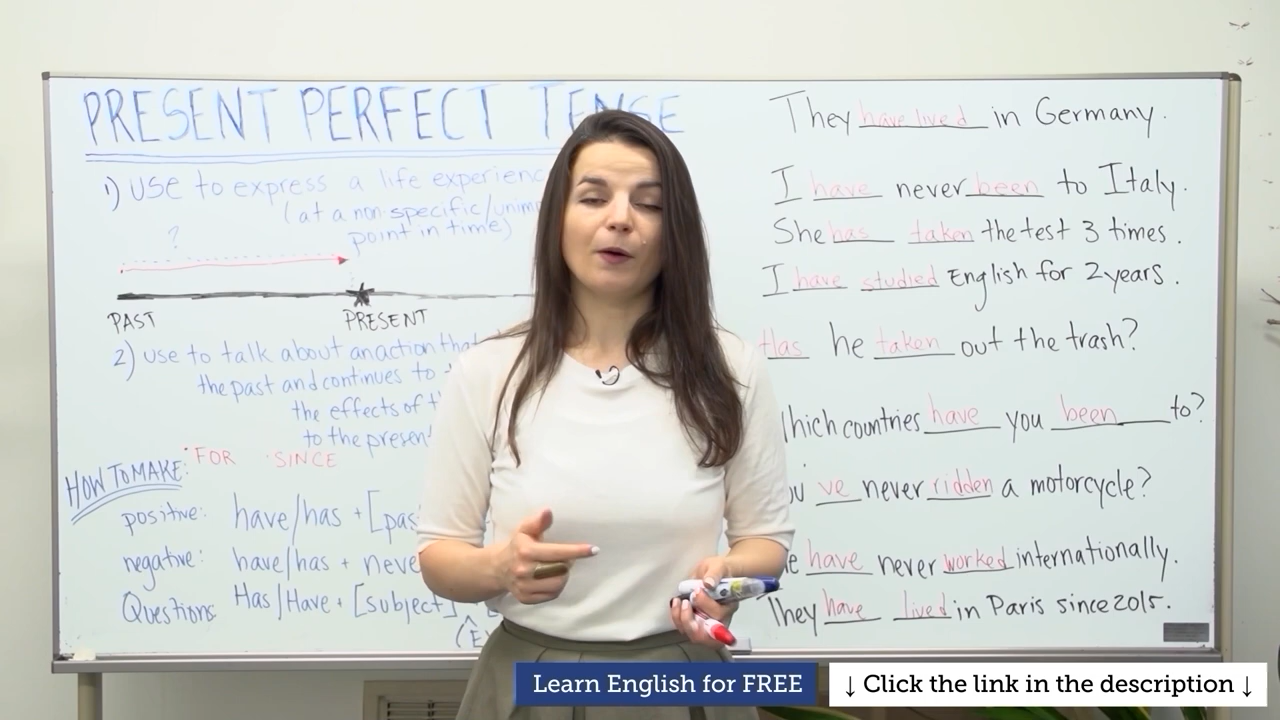 PRESENT PERFECT TENSE
1) USE to express a life experienc
(at a non-specific/unim
point in time)
?
PAST
PRESENT
2) use to talk about an action that
the past and continues to
the effects of
to the present
HOW TO MAKE:
FOR
SINCE
positive: have/has + [pas
negative: have/has + neve
Questions Has/Have + [subject]
They have lived in Germany.
I have never been to Italy.
She has taken the test 3 times.
I have studied English for 2 years.
Has he taken out the trash?
hich countries have you been to?
ou 've never ridden a motorcycle?
e have never worked internationally.
They have lived in Paris since 2015.
Learn English for FREE
↓ Click the link in the description ↓